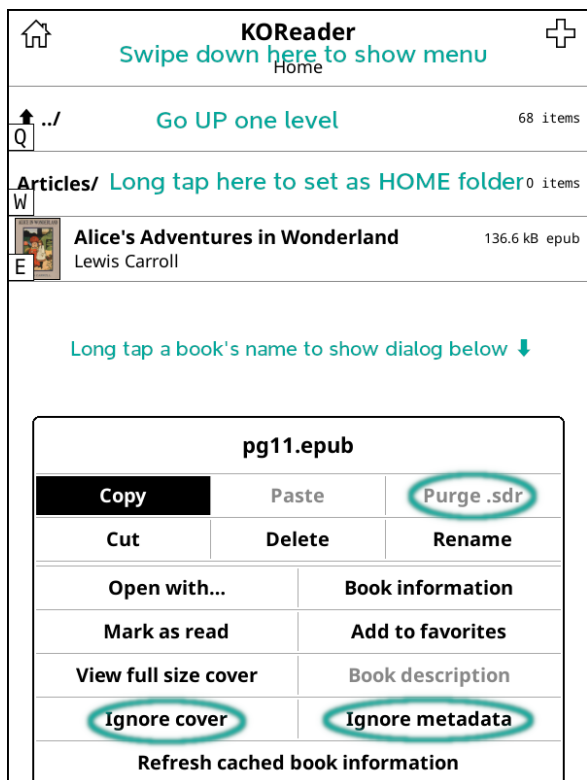 KOReader
Swipe down here to show menu
Home
../ Go UP one level 68 items
Q
Articles/ Long tap here to set as HOME folder 0 items
W
Alice's Adventures in Wonderland 136.6 kB epub
Lewis Carroll
E
Long tap a book's name to show dialog below
pg11.epub
Copy Paste Purge .sdr
Cut Delete Rename
Open with... Book information
Mark as read Add to favorites
View full size cover Book description
Ignore cover Ignore metadata
Refresh cached book information